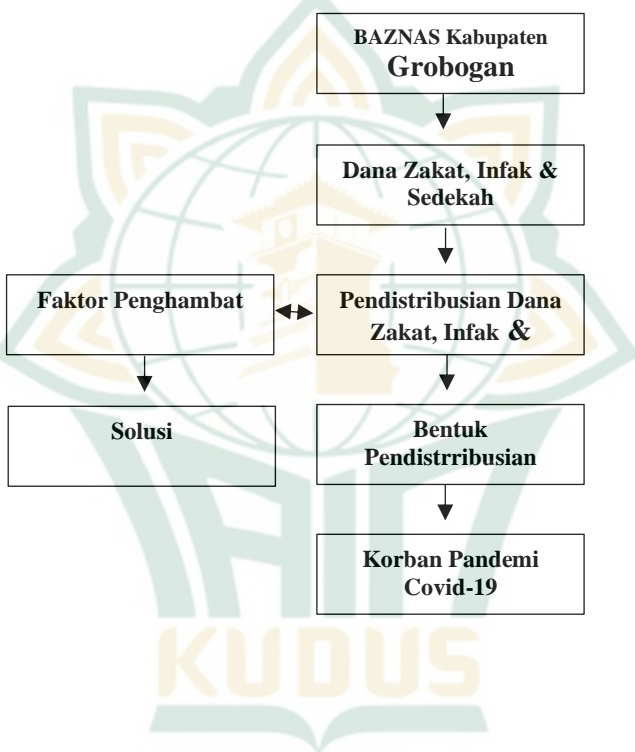 BAZNAS Kabupaten
Grobogan
Dana Zakat, Infak &
Sedekah
Faktor Penghambat
Pendistribusian Dana
Zakat, Infak &
Solusi
Bentuk
Pendistrribusian
Korban Pandemi
Covid-19
IAIN
KUDUS